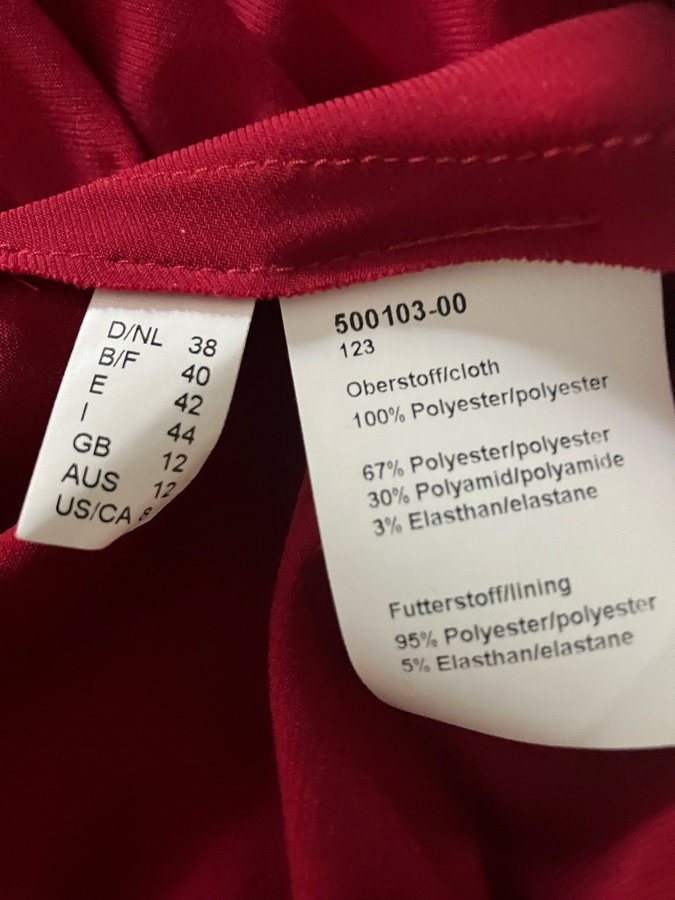 D/NL 38
B/F 40
E 42
I 44
GB 12
AUS 12
US/CA 8
500103-00
123
Oberstoff/cloth
100% Polyester/polyester
67% Polyester/polyester
30% Polyamid/polyamide
3% Elasthan/elastane
Futterstoff/lining
95% Polyester/polyester
5% Elasthan/elastane